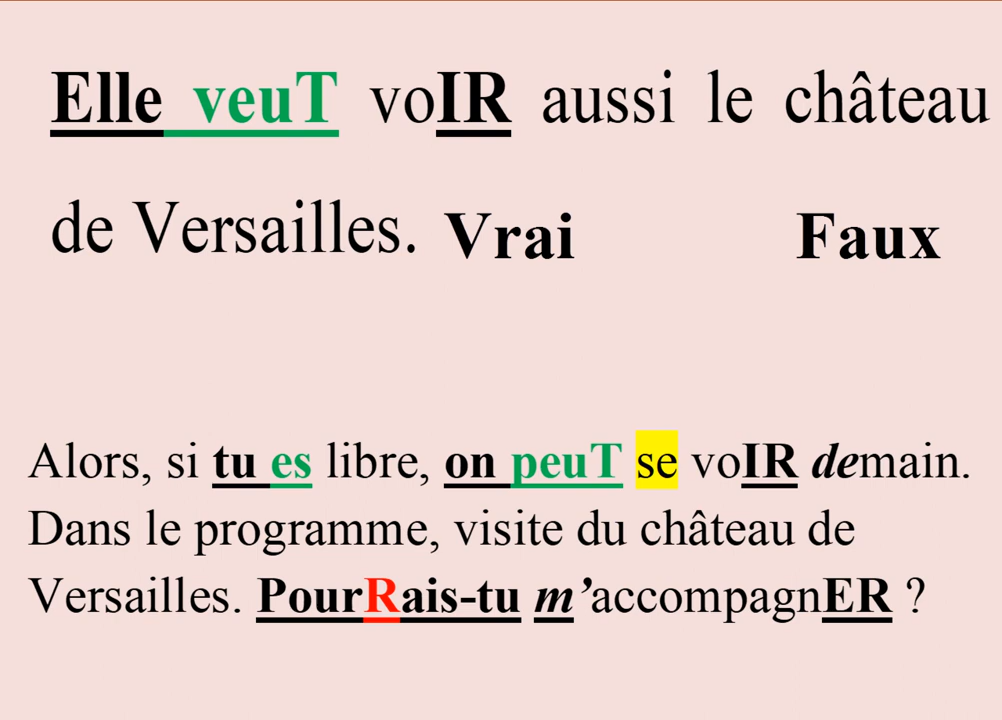 Elle veuT voIR aussi le château
de Versailles. Vrai Faux
Alors, si tu es libre, on peuT se voIR demain.
Dans le programme, visite du château de
Versailles. PourRais-tu m’accompagnER ?